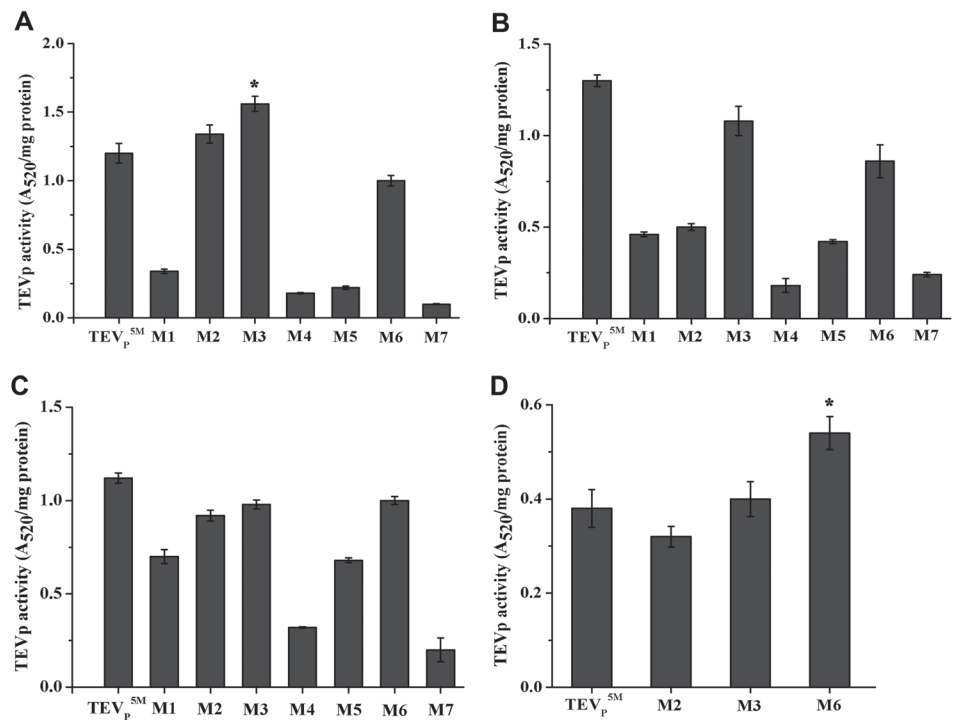 A
TEVp activity (A520/mg protein)
2.0
1.5
1.0
0.5
0.0
*
TEVP5M M1 M2 M3 M4 M5 M6 M7
B
TEVp activity (A520/mg protien)
1.5
1.0
0.5
0.0
TEVP5M M1 M2 M3 M4 M5 M6 M7
C
TEVp activity (A520/mg protein)
1.5
1.0
0.5
0.0
TEVP5M M1 M2 M3 M4 M5 M6 M7
D
TEVp activity (A520/mg protein)
0.6
0.4
0.2
0.0
*
TEVP5M M2 M3 M6